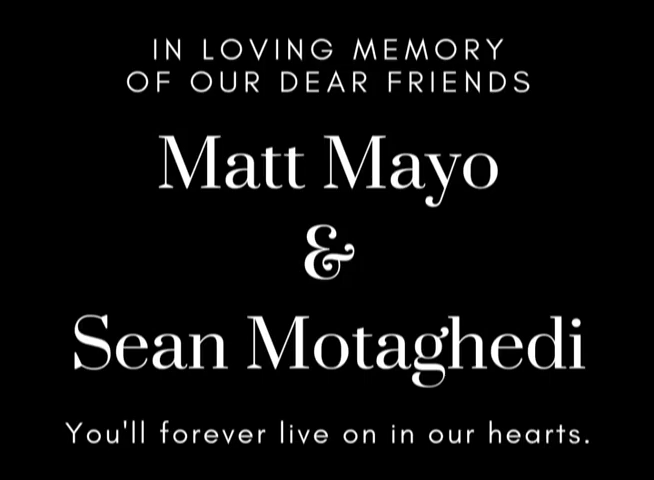 IN LOVING MEMORY
OF OUR DEAR FRIENDS
Matt Mayo
&
Sean Motaghedi
You'll forever live on in our hearts.